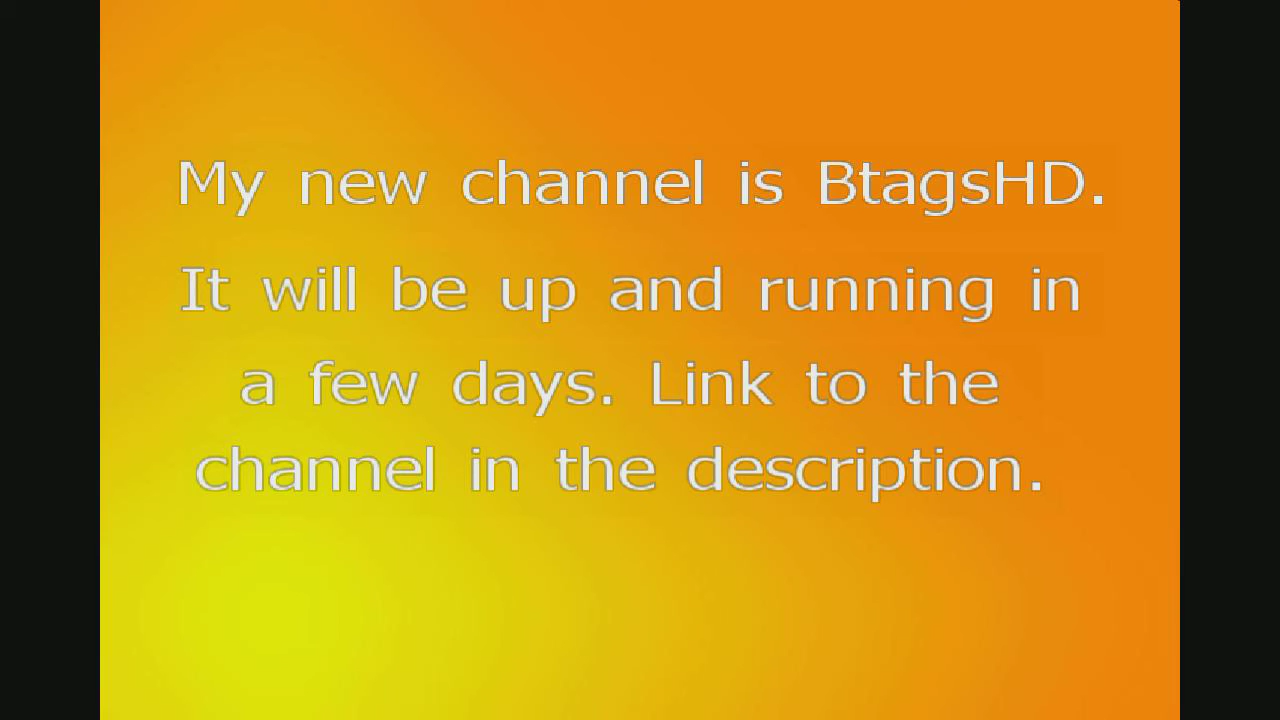 My new channel is BtagsHD.
It will be up and running in
a few days. Link to the
channel in the description.